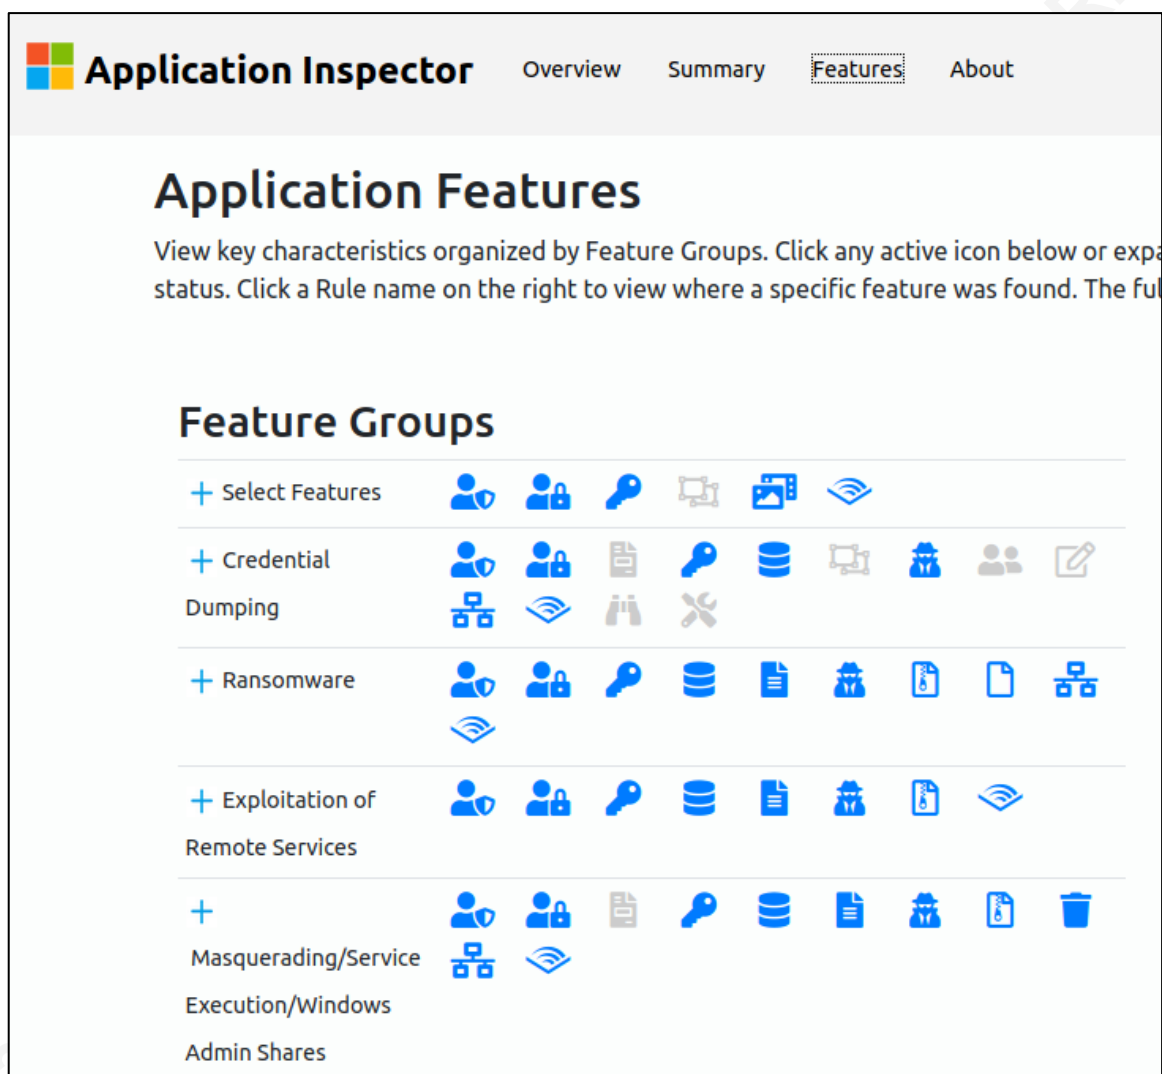 Application Inspector Overview Summary Features About
Application Features
View key characteristics organized by Feature Groups. Click any active icon below or expa
status. Click a Rule name on the right to view where a specific feature was found. The ful
Feature Groups
+ Select Features
+ Credential
Dumping
+ Ransomware
+ Exploitation of
Remote Services
+
Masquerading/Service
Execution/Windows
Admin Shares